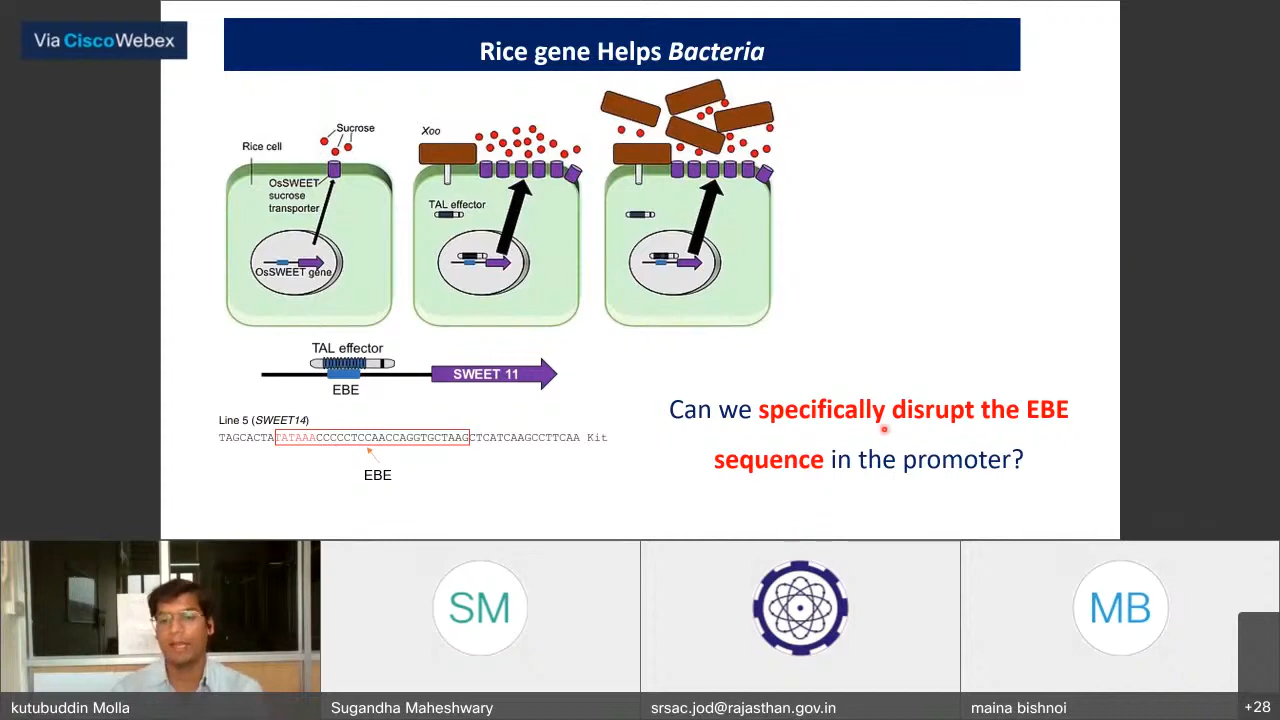 Via CiscoWebex
Rice gene Helps Bacteria
Sucrose
Rice cell
OsSWEET
sucrose
transporter
OsSWEET gene
Xoo
TAL effector
TAL effector
EBE
SWEET 11
Line 5 (SWEET14)
TAGCACTATATAAACCCCCTCCAACCAGGTGCTAAGCTCATCAAGCCTTCAA Kit
EBE
Can we specifically disrupt the EBE
sequence in the promoter?
SM
MB
kutubuddin Molla
Sugandha Maheshwary
srsac.jod@rajasthan.gov.in
maina bishnoi
+28